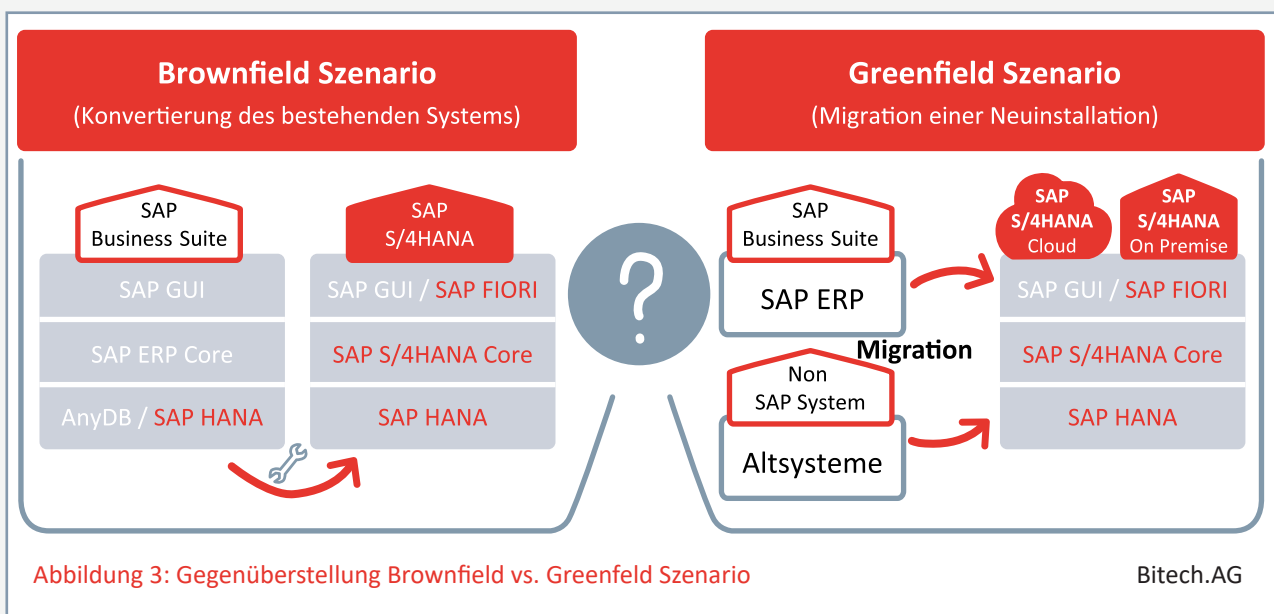 Brownfield Szenario
(Konvertierung des bestehenden Systems)
SAP
Business Suite
SAP GUI
SAP ERP Core
AnyDB / SAP HANA
SAP
S/4HANA
SAP GUI / SAP FIORI
SAP S/4HANA Core
SAP HANA
?
Greenfield Szenario
(Migration einer Neuinstallation)
SAP
Business Suite
SAP ERP
Migration
Non
SAP System
Altsysteme
SAP
S/4HANA
Cloud
SAP
S/4HANA
On Premise
SAP GUI / SAP FIORI
SAP S/4HANA Core
SAP HANA
Abbildung 3: Gegenüberstellung Brownfield vs. Greenfeld Szenario
Bitech.AG